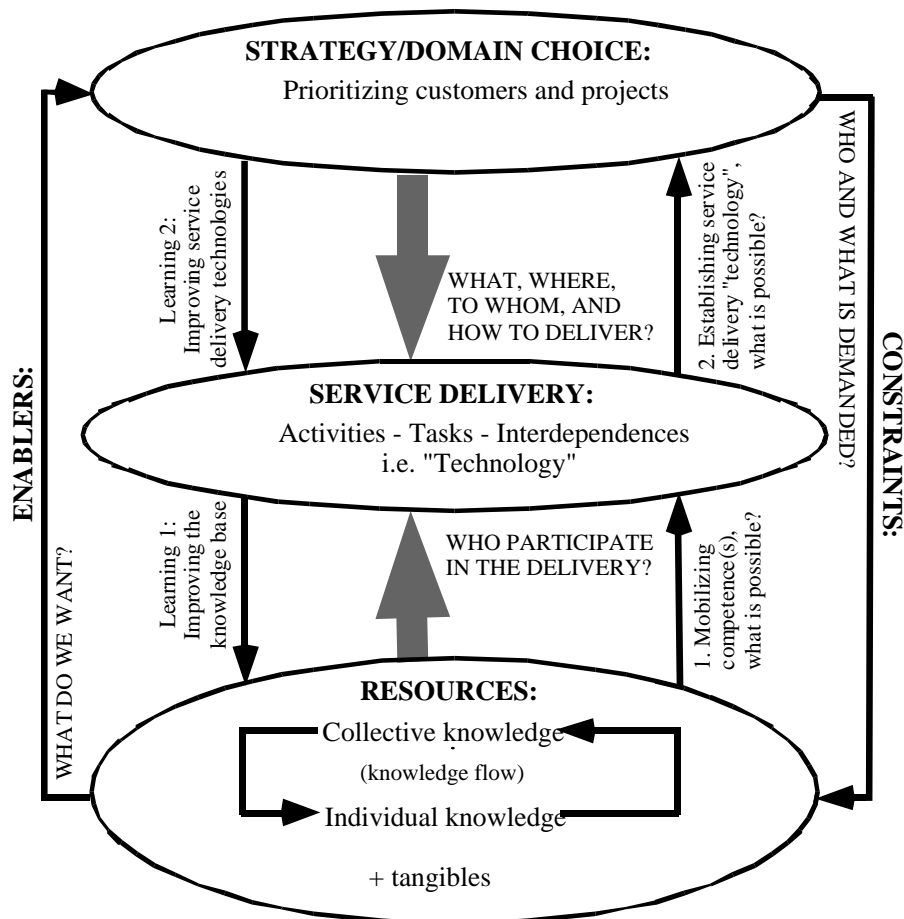 STRATEGY/DOMAIN CHOICE:
Prioritizing customers and projects
Learning 2:
Improving service
delivery technologies
WHAT, WHERE,
TO WHOM, AND
HOW TO DELIVER?
2. Establishing service
delivery "technology",
what is possible?
WHO AND WHAT IS DEMANDED?
CONSTRAINTS:
ENABLERS:
WHAT DO WE WANT?
SERVICE DELIVERY:
Activities - Tasks - Interdependences
i.e. "Technology"
Learning 1:
Improving the
knowledge base
WHO PARTICIPATE
IN THE DELIVERY?
1. Mobilizing
competence(s),
what is possible?
RESOURCES:
Collective knowledge
(knowledge flow)
Individual knowledge
+ tangibles